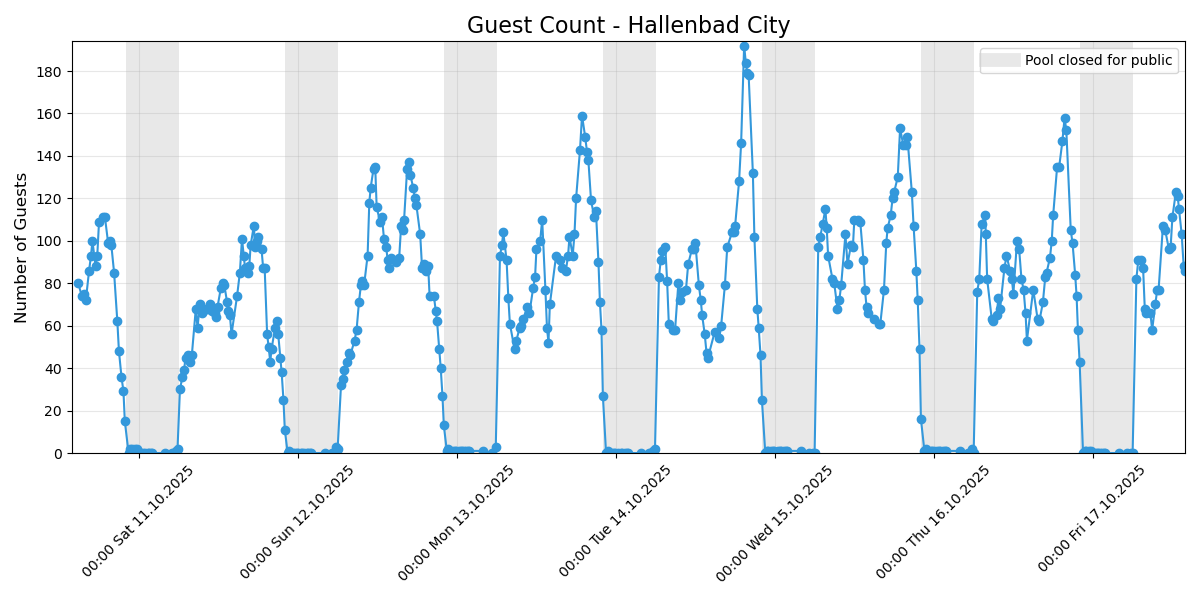 Guest Count - Hallenbad City
Pool closed for public
Number of Guests
180
160
140
120
100
80
60
40
20
0
00:00 Sat 11.10.2025
00:00 Sun 12.10.2025
00:00 Mon 13.10.2025
00:00 Tue 14.10.2025
00:00 Wed 15.10.2025
00:00 Thu 16.10.2025
00:00 Fri 17.10.2025